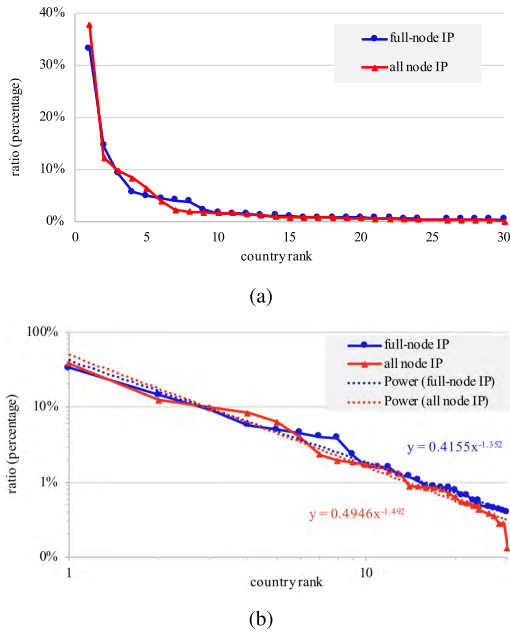 40%
30%
20%
10%
0%
ratio (percentage)
full-node IP
all node IP
0 5 10 15 20 25 30
country rank
(a)
100%
10%
1%
0%
ratio (percentage)
full-node IP
all node IP
Power (full-node IP)
Power (all node IP)
y = 0.4155x-1.352
y = 0.4946x-1.492
1 10
country rank
(b)